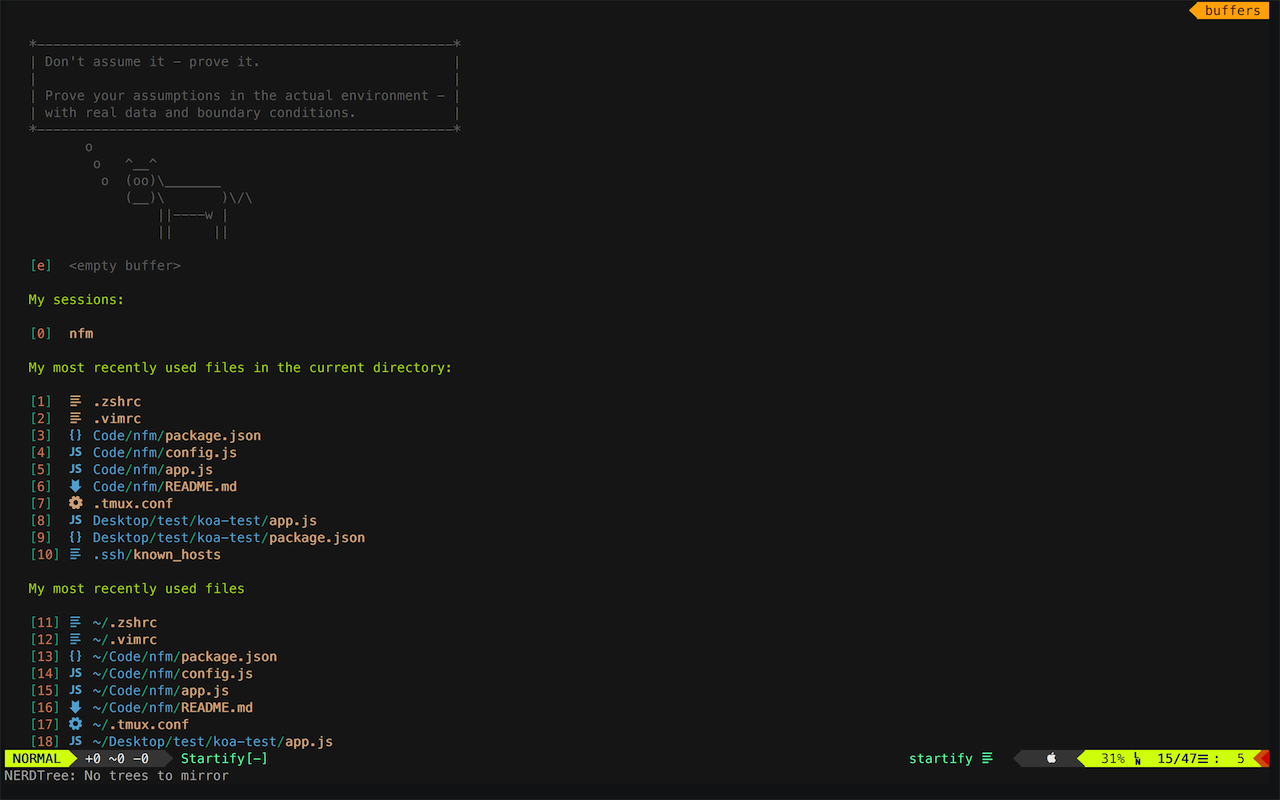 buffers
*────────────────────────────────────────────────────*
| Don't assume it — prove it. |
| |
| Prove your assumptions in the actual environment — |
| with real data and boundary conditions. |
*────────────────────────────────────────────────────*
o
o ^__^
o (oo)\_______
(__)\ )\/\
||----w |
|| ||
[e] <empty buffer>
My sessions:
[0] nfm
My most recently used files in the current directory:
[1] .zshrc
[2] .vimrc
[3] {} Code/nfm/package.json
[4] JS Code/nfm/config.js
[5] JS Code/nfm/app.js
[6] Code/nfm/README.md
[7] .tmux.conf
[8] JS Desktop/test/koa-test/app.js
[9] {} Desktop/test/koa-test/package.json
[10] .ssh/known_hosts
My most recently used files
[11] ~/.zshrc
[12] ~/.vimrc
[13] {} ~/Code/nfm/package.json
[14] JS ~/Code/nfm/config.js
[15] JS ~/Code/nfm/app.js
[16] ~/Code/nfm/README.md
[17] ~/.tmux.conf
[18] JS ~/Desktop/test/koa-test/app.js
NORMAL +0 ~0 -0 Startify[-] startify 31% LN 15/47☰ : 5
NERDTree: No trees to mirror